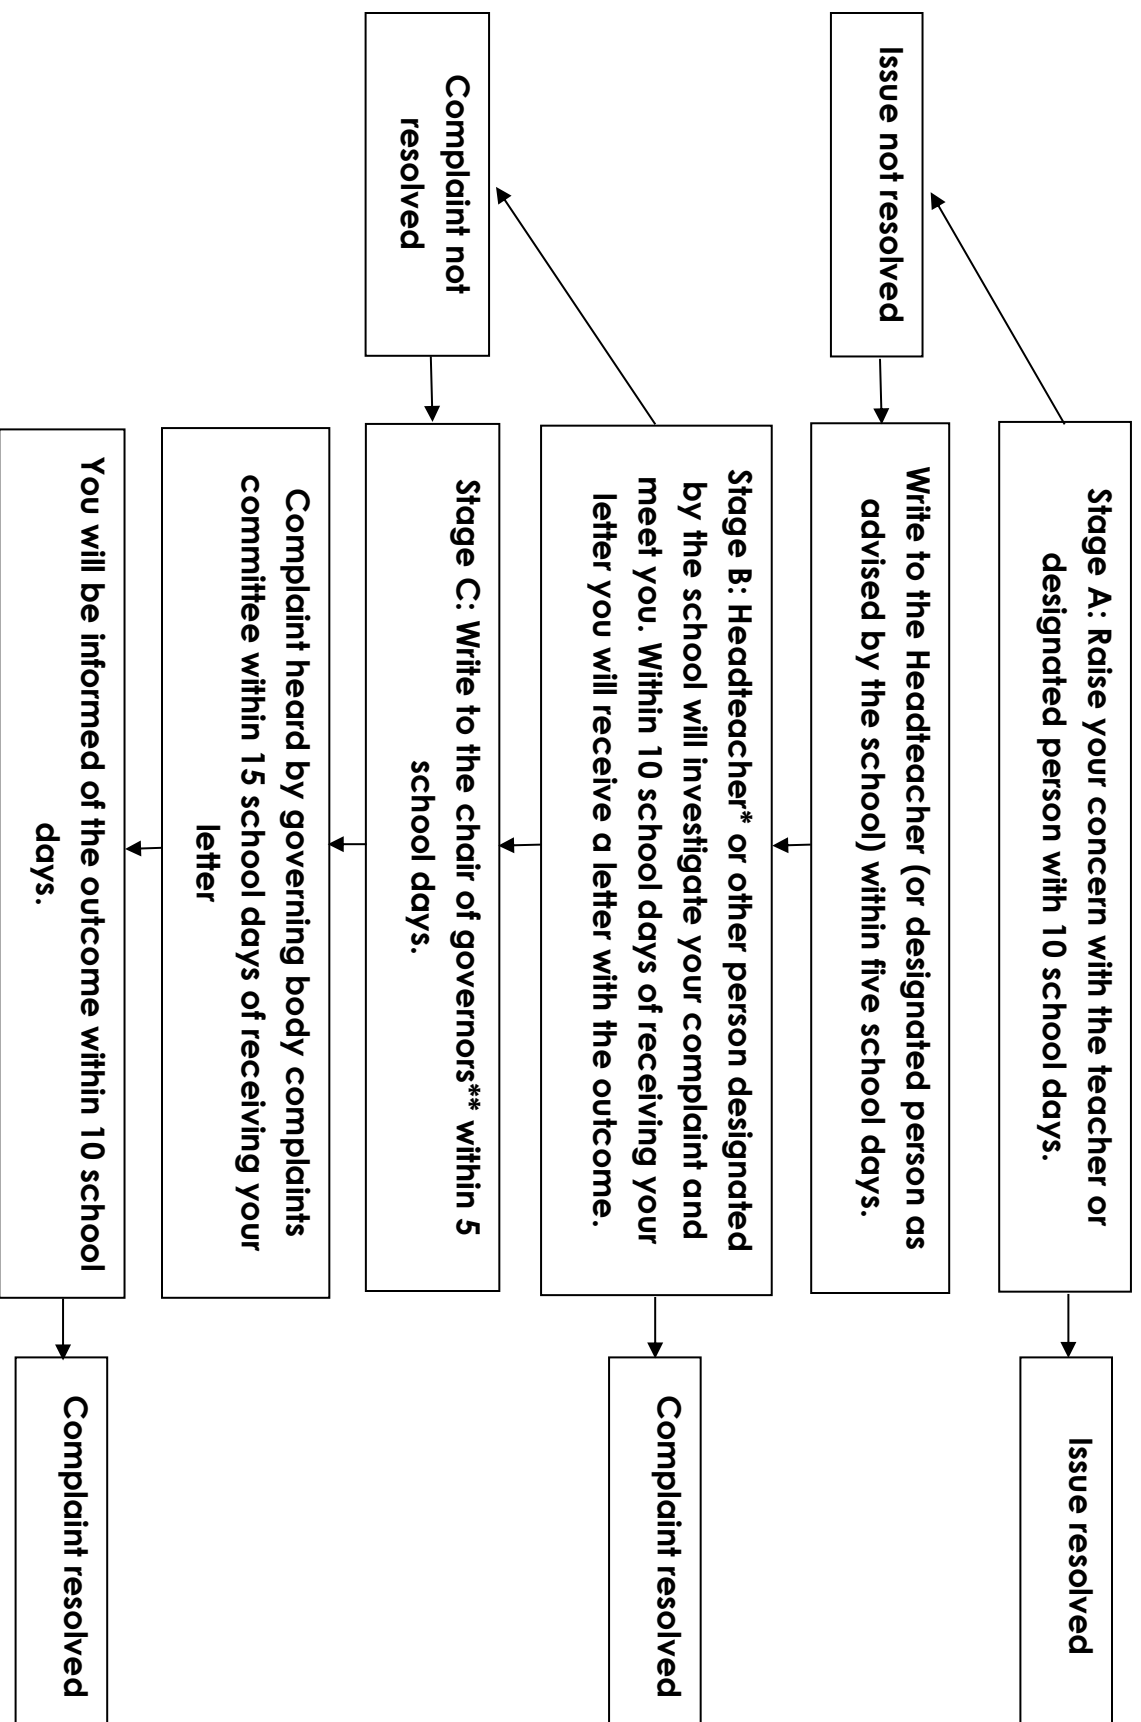 Stage A: Raise your concern with the teacher or
designated person with 10 school days.
Issue resolved
Issue not resolved
Write to the Headteacher (or designated person as
advised by the school) within five school days.
Stage B: Headteacher* or other person designated
by the school will investigate your complaint and
meet you. Within 10 school days of receiving your
letter you will receive a letter with the outcome.
Complaint resolved
Complaint not
resolved
Stage C: Write to the chair of governors** within 5
school days.
Complaint heard by governing body complaints
committee within 15 school days of receiving your
letter
You will be informed of the outcome within 10 school
days.
Complaint resolved